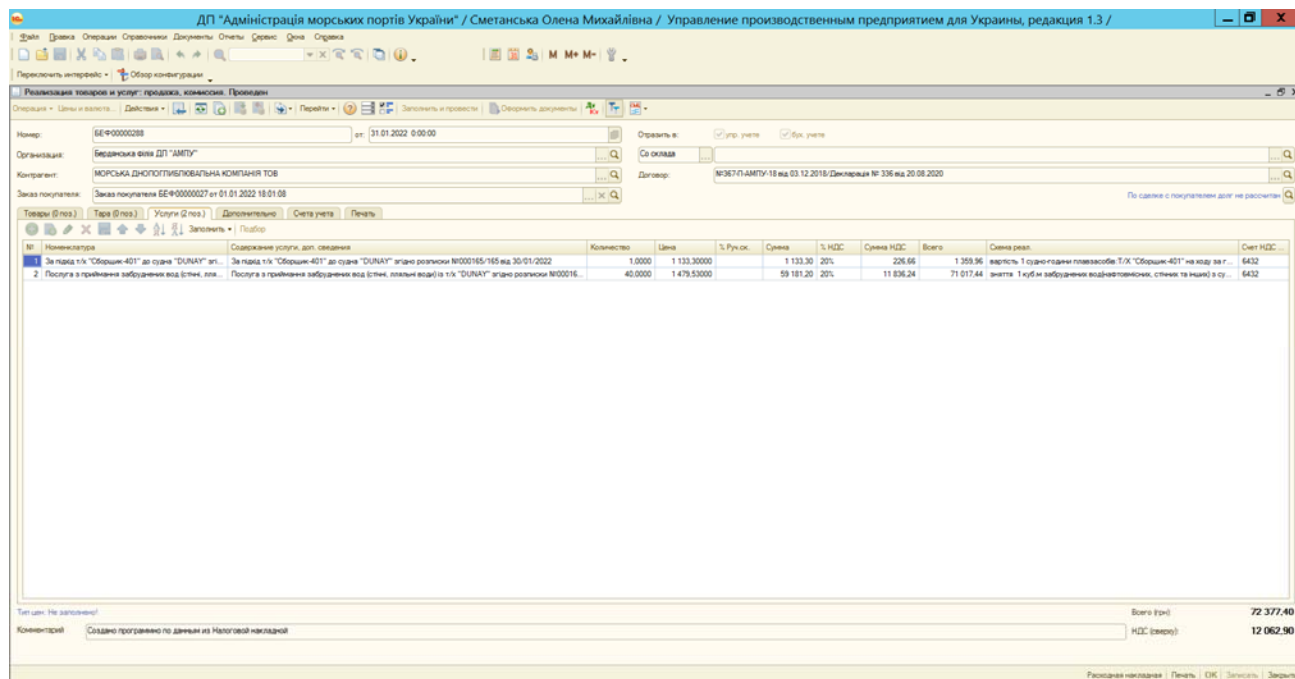 ДП "Адміністрація морських портів України" / Сметанська Олена Михайлівна / Управление производственным предприятием для Украины, редакция 1.3 /
Файл Правка Операции Справочники Документы Отчеты Сервис Окна Справка
M M+ M-
Переключить интерфейс Обзор конфигурации
Реализация товаров и услуг: продажа, комиссия. Проведен
Операция Цены и валюта... Действия Перейти Заполнить и провести Оформить документы
Номер: БЕФ00000288 от: 31.01.2022 0:00:00 Отразить в: упр. учете бух. учете
Организация: Бердянська філія ДП "АМПУ" Со склада
Контрагент: МОРСЬКА ДНОПОГЛИБЛЮВАЛЬНА КОМПАНІЯ ТОВ Договор: №367-П-АМПУ-18 від 03.12.2018/Декларація № 336 від 20.08.2020
Заказ покупателя: Заказ покупателя БЕФ00000027 от 01.01.2022 18:01:08 По сделке с покупателем долг не рассчитан
Товары (0 поз.) Тара (0 поз.) Услуги (2 поз.) Дополнительно Счета учета Печать
Заполнить Подбор
№ Номенклатура Содержание услуги, доп. сведения Количество Цена % Руч.ск. Сумма % НДС Сумма НДС Всего Схема реал. Счет НДС ...
1 За підхід т/х "Сборщик-401" до судна "DUNAY" згі... За підхід т/х "Сборщик-401" до судна "DUNAY" згідно розписки №000165/165 від 30/01/2022 1,0000 1 133,30000 1 133,30 20% 226,66 1 359,96 вартість 1 судно-години плавзасобів:Т/Х "Сборщик-401" на ходу за г... 6432
2 Послуга з приймання забруднених вод (стічні, лля... Послуга з приймання забруднених вод (стічні, лляльні води) із т/х "DUNAY" згідно розписки №00016... 40,0000 1 479,53000 59 181,20 20% 11 836,24 71 017,44 зняття 1 куб.м забруднених вод(нафтовмісних, стічних та інших) з су... 6432
Тип цен: Не заполнено! Всего (грн): 72 377,40
Комментарий: Создано программно по данным из Налоговой накладной НДС (сверху): 12 062,90
Расходная накладная Печать OK Записать Закрыть